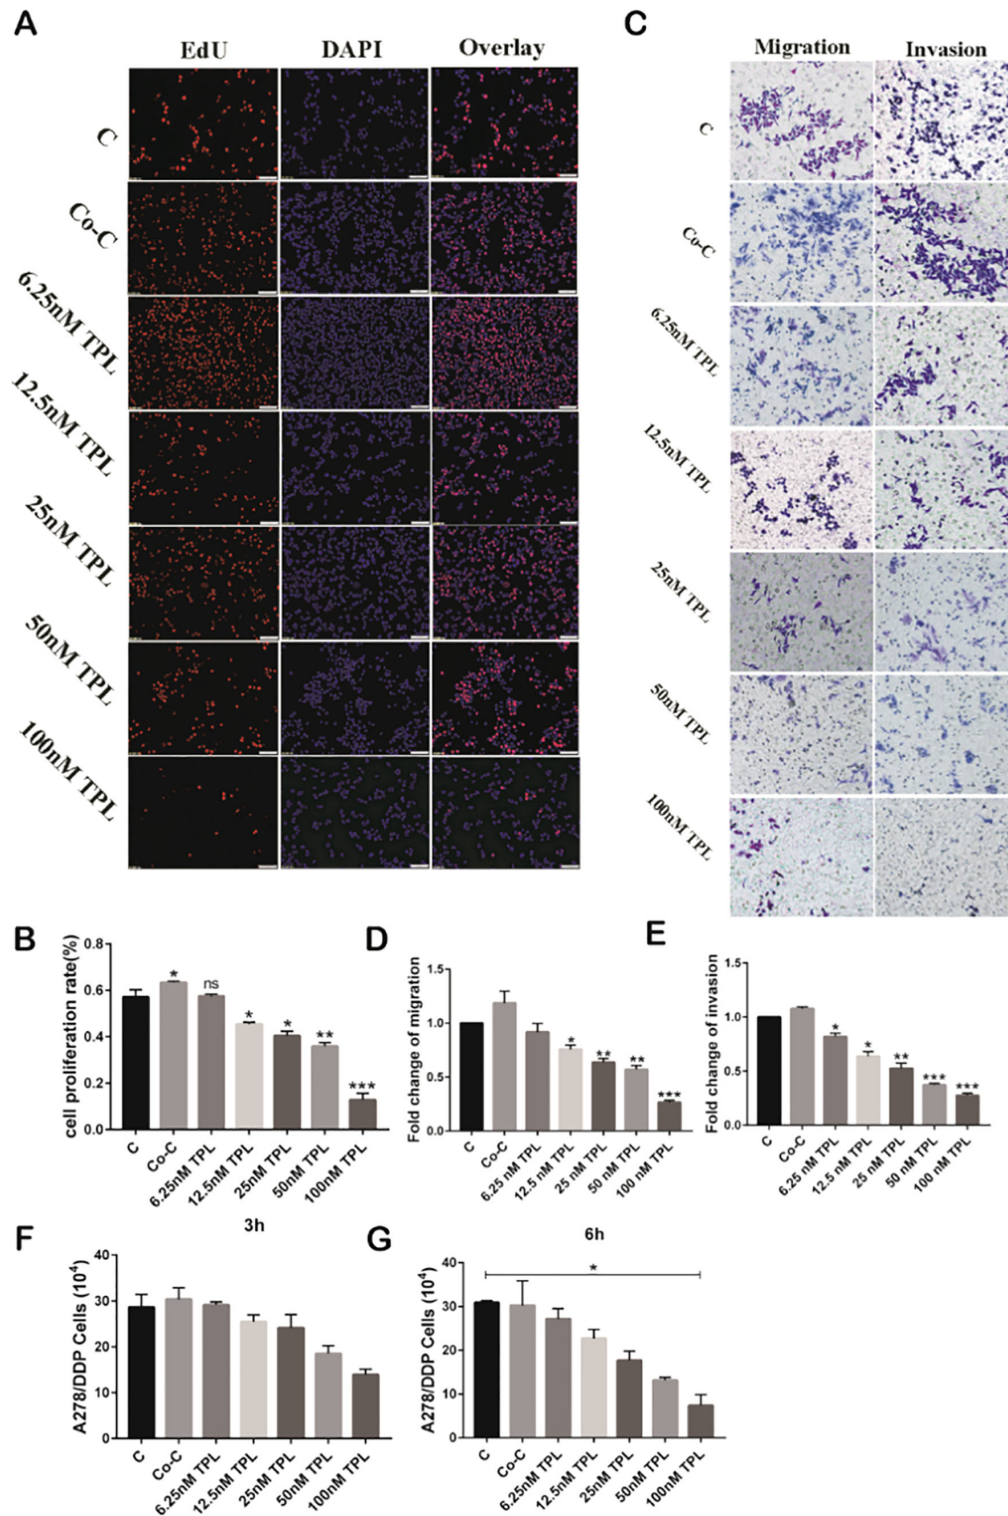 A
EdU DAPI Overlay
C
Co-C
6.25nM TPL
12.5nM TPL
25nM TPL
50nM TPL
100nM TPL
C
Migration Invasion
C
Co-C
6.25nM TPL
12.5nM TPL
25nM TPL
50nM TPL
100nM TPL
B
cell proliferation rate(%)
0.8
0.6
0.4
0.2
0.0
* ns * * ** ***
C Co-C 6.25nM TPL 12.5nM TPL 25nM TPL 50nM TPL 100nM TPL
D
Fold change of migration
1.5
1.0
0.5
0.0
* ** ** ***
C Co-C 6.25 nM TPL 12.5 nM TPL 25 nM TPL 50 nM TPL 100 nM TPL
E
Fold change of invasion
1.5
1.0
0.5
0.0
* * ** *** ***
C Co-C 6.25 nM TPL 12.5 nM TPL 25 nM TPL 50 nM TPL 100 nM TPL
F
3h
A278/DDP Cells (10⁴)
40
30
20
10
0
C Co-C 6.25nM TPL 12.5nM TPL 25nM TPL 50nM TPL 100nM TPL
G
6h
A278/DDP Cells (10⁴)
40
30
20
10
0
*
C Co-C 6.25nM TPL 12.5nM TPL 25nM TPL 50nM TPL 100nM TPL